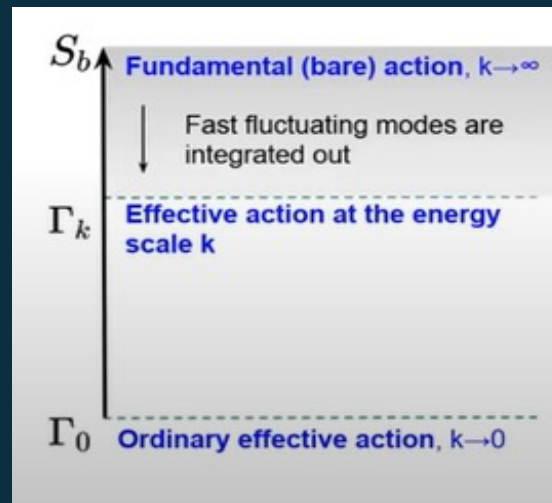 S_b Fundamental (bare) action, k→∞
Fast fluctuating modes are
integrated out
Γ_k Effective action at the energy
scale k
Γ_0 Ordinary effective action, k→0